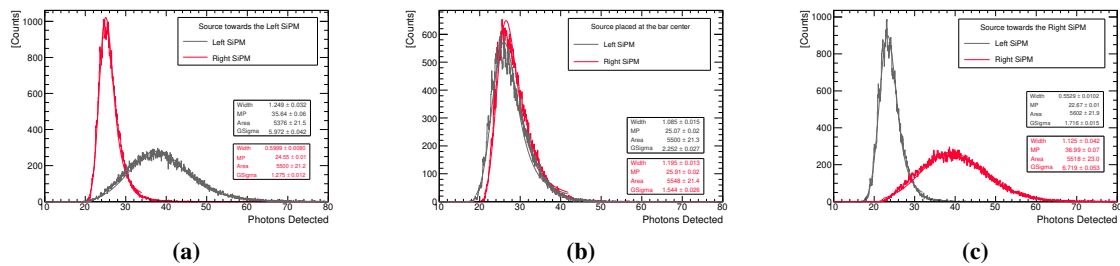 [Counts]
1000
800
600
400
200
0
10 20 30 40 50 60 70 80
Photons Detected
Source towards the Left SiPM
Left SiPM
Right SiPM
Width 1.249 ± 0.032
MP 35.64 ± 0.06
Area 5376 ± 21.5
GSigma 5.972 ± 0.042
Width 0.5999 ± 0.0080
MP 24.55 ± 0.01
Area 5500 ± 21.2
GSigma 1.275 ± 0.012
(a)
[Counts]
600
500
400
300
200
100
0
10 20 30 40 50 60 70 80
Photons Detected
Source placed at the bar center
Left SiPM
Right SiPM
Width 1.085 ± 0.015
MP 25.07 ± 0.02
Area 5500 ± 21.3
GSigma 2.252 ± 0.027
Width 1.195 ± 0.013
MP 25.91 ± 0.02
Area 5548 ± 21.4
GSigma 1.544 ± 0.026
(b)
[Counts]
1000
800
600
400
200
0
10 20 30 40 50 60 70 80
Photons Detected
Source towards the Right SiPM
Left SiPM
Right SiPM
Width 0.5529 ± 0.0102
MP 22.67 ± 0.01
Area 5602 ± 21.9
GSigma 1.716 ± 0.015
Width 1.125 ± 0.042
MP 36.99 ± 0.07
Area 5518 ± 23.0
GSigma 6.719 ± 0.053
(c)